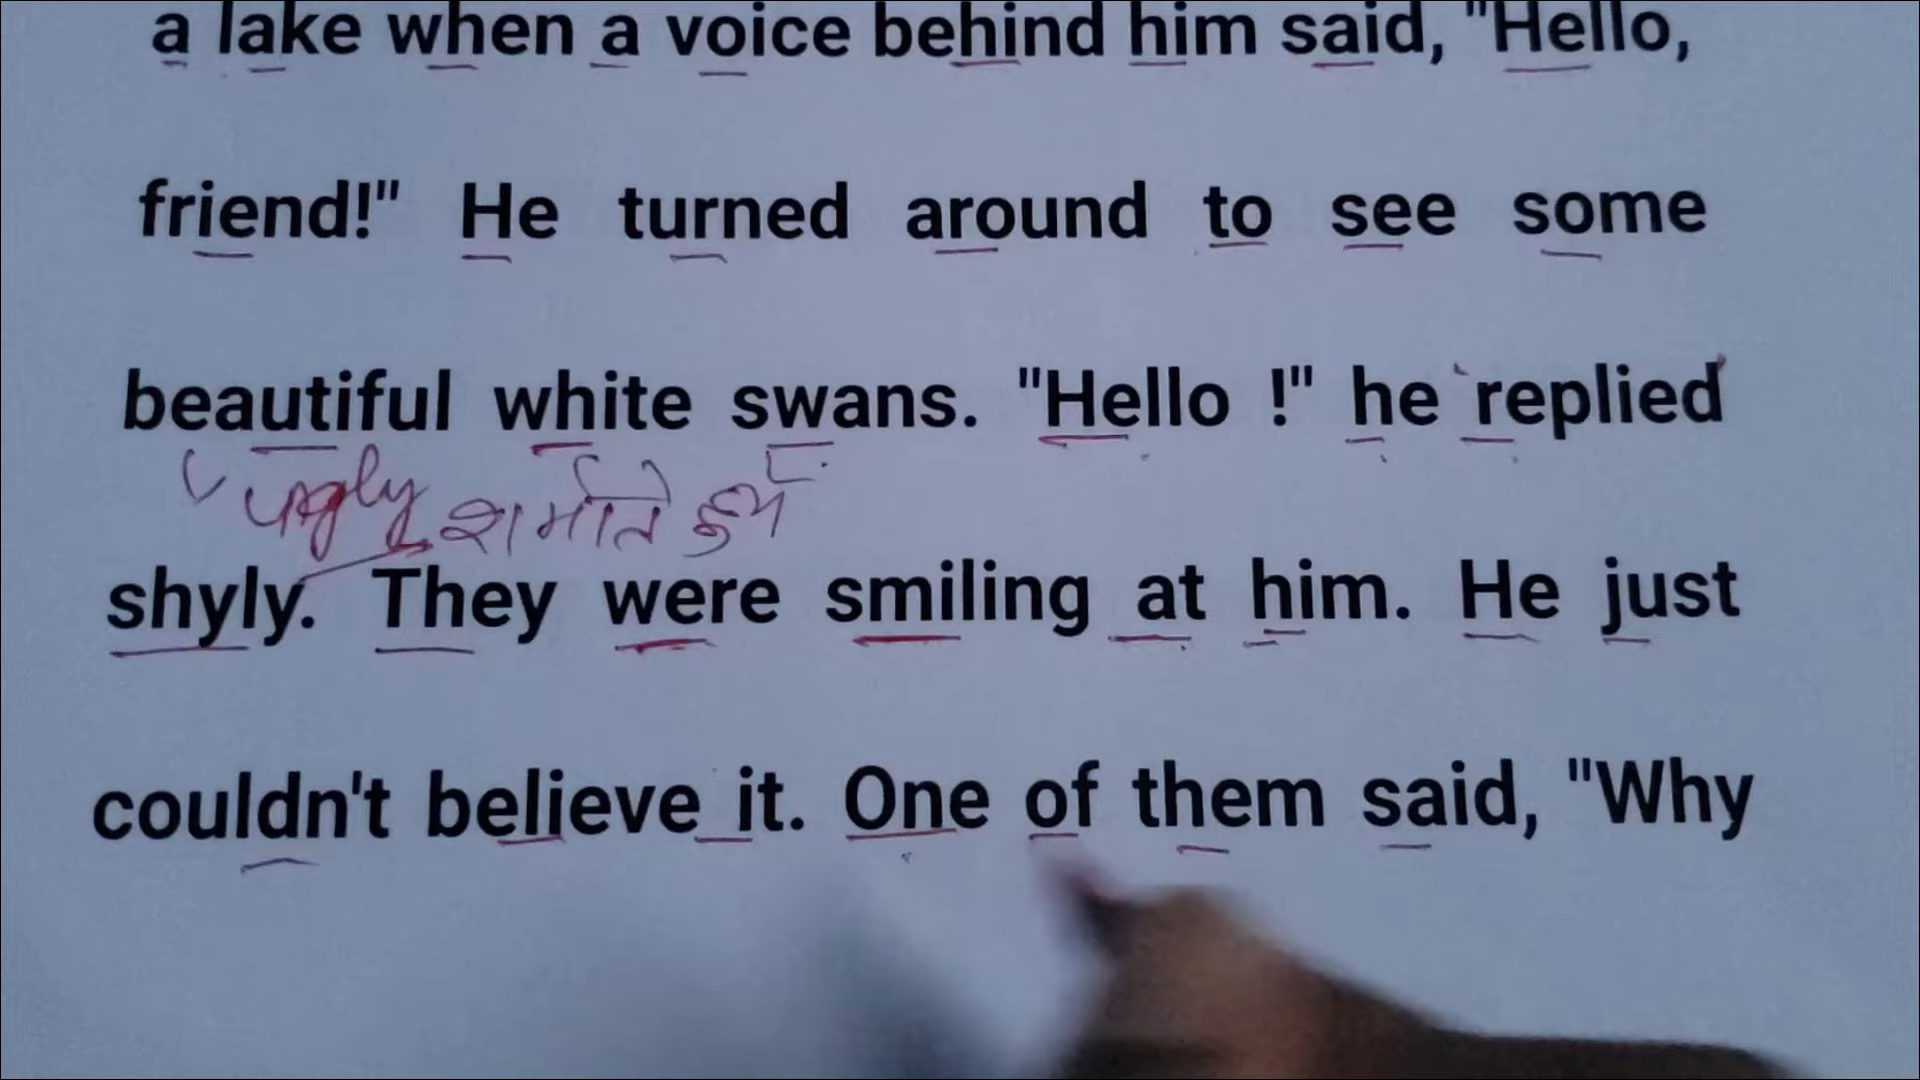 a lake when a voice behind him said, "Hello,
friend!" He turned around to see some
beautiful white swans. "Hello !" he replied
शर्माते हुये
shyly. They were smiling at him. He just
couldn't believe it. One of them said, "Why